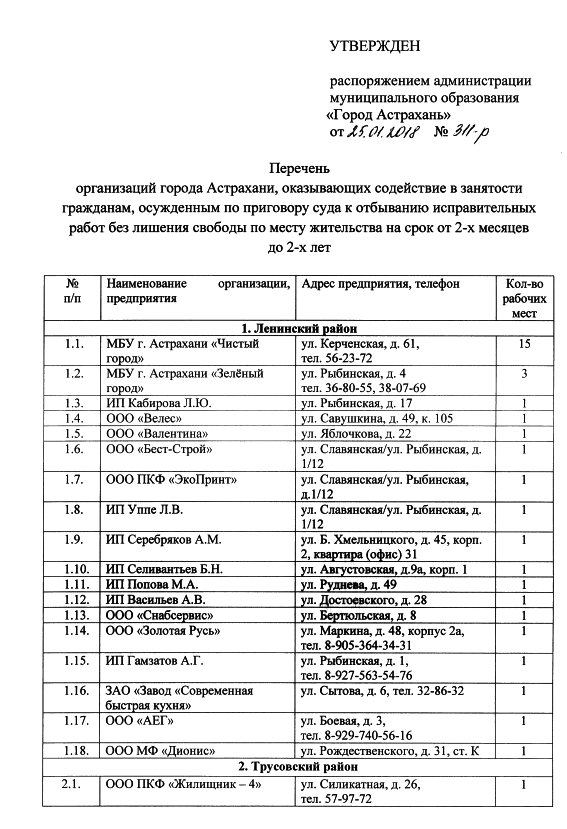 УТВЕРЖДЕН
распоряжением администрации
муниципального образования
«Город Астрахань»
от 25.01.2018 № 311-р
Перечень
организаций города Астрахани, оказывающих содействие в занятости
гражданам, осужденным по приговору суда к отбыванию исправительных
работ без лишения свободы по месту жительства на срок от 2-х месяцев
до 2-х лет
№ Наименование организации, Адрес предприятия, телефон Кол-во
п/п предприятия рабочих
мест
1. Ленинский район
1.1. МБУ г. Астрахани «Чистый ул. Керченская, д. 61, 15
город» тел. 56-23-72
1.2. МБУ г. Астрахани «Зелёный ул. Рыбинская, д. 4 3
город» тел. 36-80-55, 38-07-69
1.3. ИП Кабирова Л.Ю. ул. Рыбинская, д. 17 1
1.4. ООО «Велес» ул. Савушкина, д. 49, к. 105 1
1.5. ООО «Валентина» ул. Яблочкова, д. 22 1
1.6. ООО «Бест-Строй» ул. Славянская/ул. Рыбинская, д. 1
1/12
1.7. ООО ПКФ «ЭкоПринт» ул. Славянская/ул. Рыбинская, 1
д.1/12
1.8. ИП Уппе Л.В. ул. Славянская/ул. Рыбинская, д. 1
1/12
1.9. ИП Серебряков А.М. ул. Б. Хмельницкого, д. 45, корп. 1
2, квартира (офис) 31
1.10. ИП Селивантьев Б.Н. ул. Августовская, д.9а, корп. 1 1
1.11. ИП Попова М.А. ул. Руднева, д. 49 1
1.12. ИП Васильев А.В. ул. Достоевского, д. 28 1
1.13. ООО «Снабсервис» ул. Бертюльская, д. 8 1
1.14. ООО «Золотая Русь» ул. Маркина, д. 48, корпус 2а, 1
тел. 8-905-364-34-31
1.15. ИП Гамзатов А.Г. ул. Рыбинская, д. 1, 1
тел. 8-927-563-54-76
1.16. ЗАО «Завод «Современная ул. Сытова, д. 6, тел. 32-86-32 1
быстрая кухня»
1.17. ООО «АЕГ» ул. Боевая, д. 3, 1
тел. 8-929-740-56-16
1.18. ООО МФ «Дионис» ул. Рождественского, д. 31, ст. К 1
2. Трусовский район
2.1. ООО ПКФ «Жилищник – 4» ул. Силикатная, д. 26, 1
тел. 57-97-72